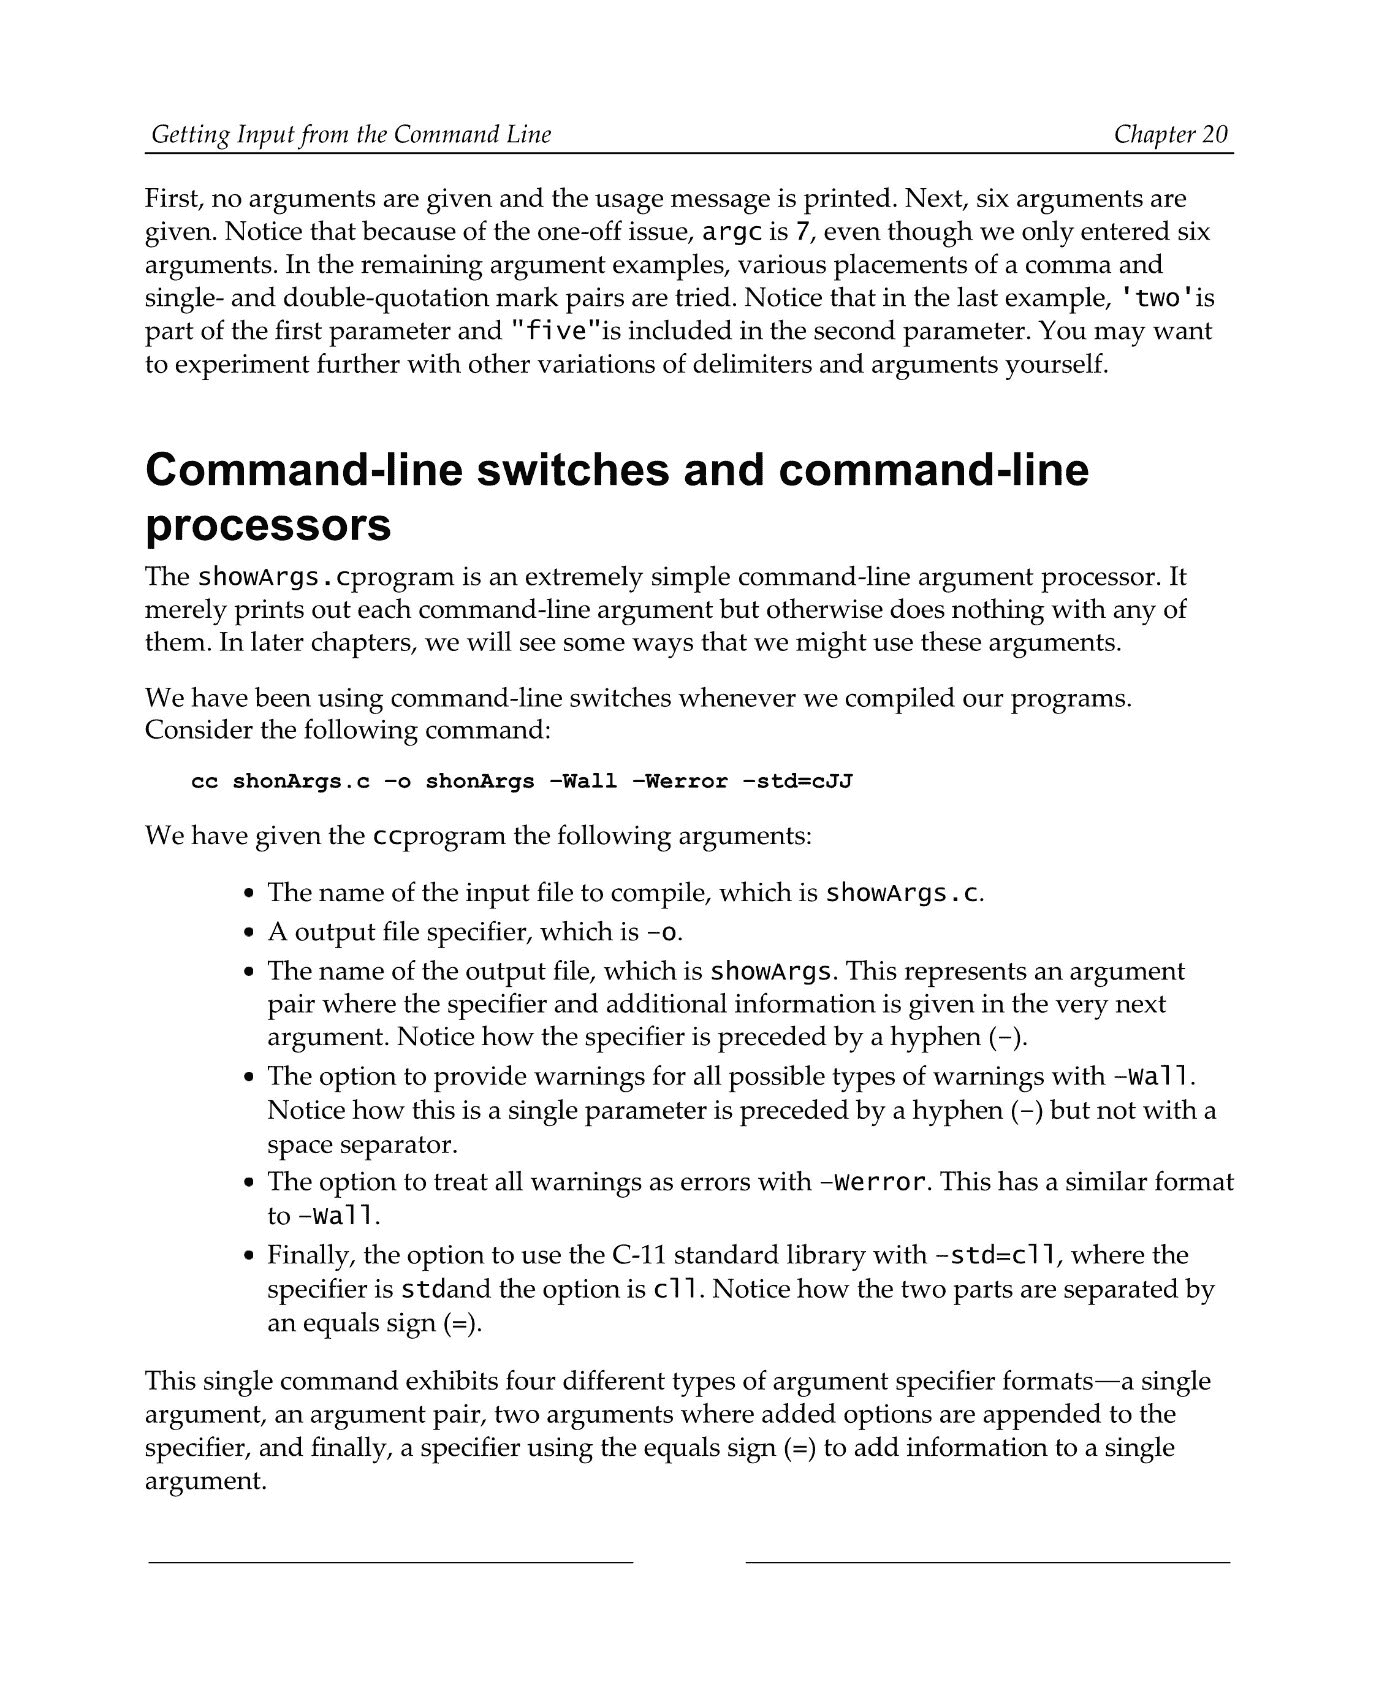 Getting Input from the Command Line Chapter 20
First, no arguments are given and the usage message is printed. Next, six arguments are
given. Notice that because of the one-off issue, argc is 7, even though we only entered six
arguments. In the remaining argument examples, various placements of a comma and
single- and double-quotation mark pairs are tried. Notice that in the last example, 'two'is
part of the first parameter and "five"is included in the second parameter. You may want
to experiment further with other variations of delimiters and arguments yourself.
Command-line switches and command-line
processors
The showArgs.cprogram is an extremely simple command-line argument processor. It
merely prints out each command-line argument but otherwise does nothing with any of
them. In later chapters, we will see some ways that we might use these arguments.
We have been using command-line switches whenever we compiled our programs.
Consider the following command:
cc shonArgs.c -o shonArgs -Wall -Werror -std=cJJ
We have given the ccprogram the following arguments:
• The name of the input file to compile, which is showArgs.c.
• A output file specifier, which is -o.
• The name of the output file, which is showArgs. This represents an argument
pair where the specifier and additional information is given in the very next
argument. Notice how the specifier is preceded by a hyphen (-).
• The option to provide warnings for all possible types of warnings with -Wall.
Notice how this is a single parameter is preceded by a hyphen (-) but not with a
space separator.
• The option to treat all warnings as errors with -Werror. This has a similar format
to -Wall.
• Finally, the option to use the C-11 standard library with -std=cll, where the
specifier is stdand the option is cll. Notice how the two parts are separated by
an equals sign (=).
This single command exhibits four different types of argument specifier formats—a single
argument, an argument pair, two arguments where added options are appended to the
specifier, and finally, a specifier using the equals sign (=) to add information to a single
argument.